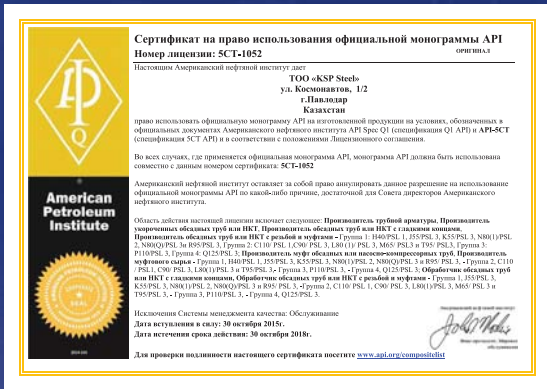 Сертификат на право использования официальной монограммы API
Номер лицензии: 5CT-1052
ОРИГИНАЛ
Настоящим Американский нефтяной институт дает
ТОО «KSP Steel»
ул. Космонавтов, 1/2
г.Павлодар
Казахстан
право использовать официальную монограмму API на изготовленной продукции на условиях, обозначенных в
официальных документах Американского нефтяного института API Spec Q1 (спецификация Q1 API) и API-5CT
(спецификация 5CT API) и в соответствии с положениями Лицензионного соглашения.
Во всех случаях, где применяется официальная монограмма API, монограмма API должна быть использована
совместно с данным номером сертификата: 5CT-1052
Американский нефтяной институт оставляет за собой право аннулировать данное разрешение на использование
официальной монограммы API по какой-либо причине, достаточной для Совета директоров Американского
нефтяного института.
Область действия настоящей лицензии включает следующее: Производитель трубной арматуры, Производитель
укороченных обсадных труб или НКТ, Производитель обсадных труб или НКТ с гладкими концами,
Производитель обсадных труб или НКТ с резьбой и муфтами - Группа 1: H40/PSL 1, J55/PSL 3, K55/PSL 3, N80(1)/PSL
2, N80(Q)/PSL 3и R95/PSL 3, Группа 2: C110/ PSL 1,C90/ PSL 3, L80 (1)/ PSL 3, M65/ PSL3 и T95/ PSL3, Группа 3:
P110/PSL 3, Группа 4: Q125/PSL 3; Производитель муфт обсадных или насосно-компрессорных труб, Производитель
муфтового сырья - Группа 1, H40/PSL 1, J55/PSL 3, K55/PSL 3, N80(1)/PSL 2, N80(Q)/PSL 3 и R95/ PSL 3, - Группа 2, C110
/ PSL1, C90/ PSL 3, L80(1)/PSL 3 и T95/PSL 3,- Группа 3, P110/PSL 3, - Группа 4, Q125/PSL 3; Обработчик обсадных труб
или НКТ с гладкими концами, Обработчик обсадных труб или НКТ с резьбой и муфтами - Группа 1, J55/PSL 3,
K55/PSL 3, N80(1)/PSL 2, N80(Q)/PSL 3 и R95/ PSL 3, -Группа 2, C110/ PSL 1, C90/ PSL 3, L80(1)/PSL 3, M65/ PSL 3 и
T95/PSL 3, - Группа 3, P110/PSL 3, - Группа 4, Q125/PSL 3.
Исключения Системы менеджмента качества: Обслуживание
Дата вступления в силу: 30 октября 2015г.
Дата истечения срока действия: 30 октября 2018г.
Американский нефтяной институт
Для проверки подлинности настоящего сертификата посетите www.api.org/compositelist
API
Q
American
Petroleum
Institute
SEAL